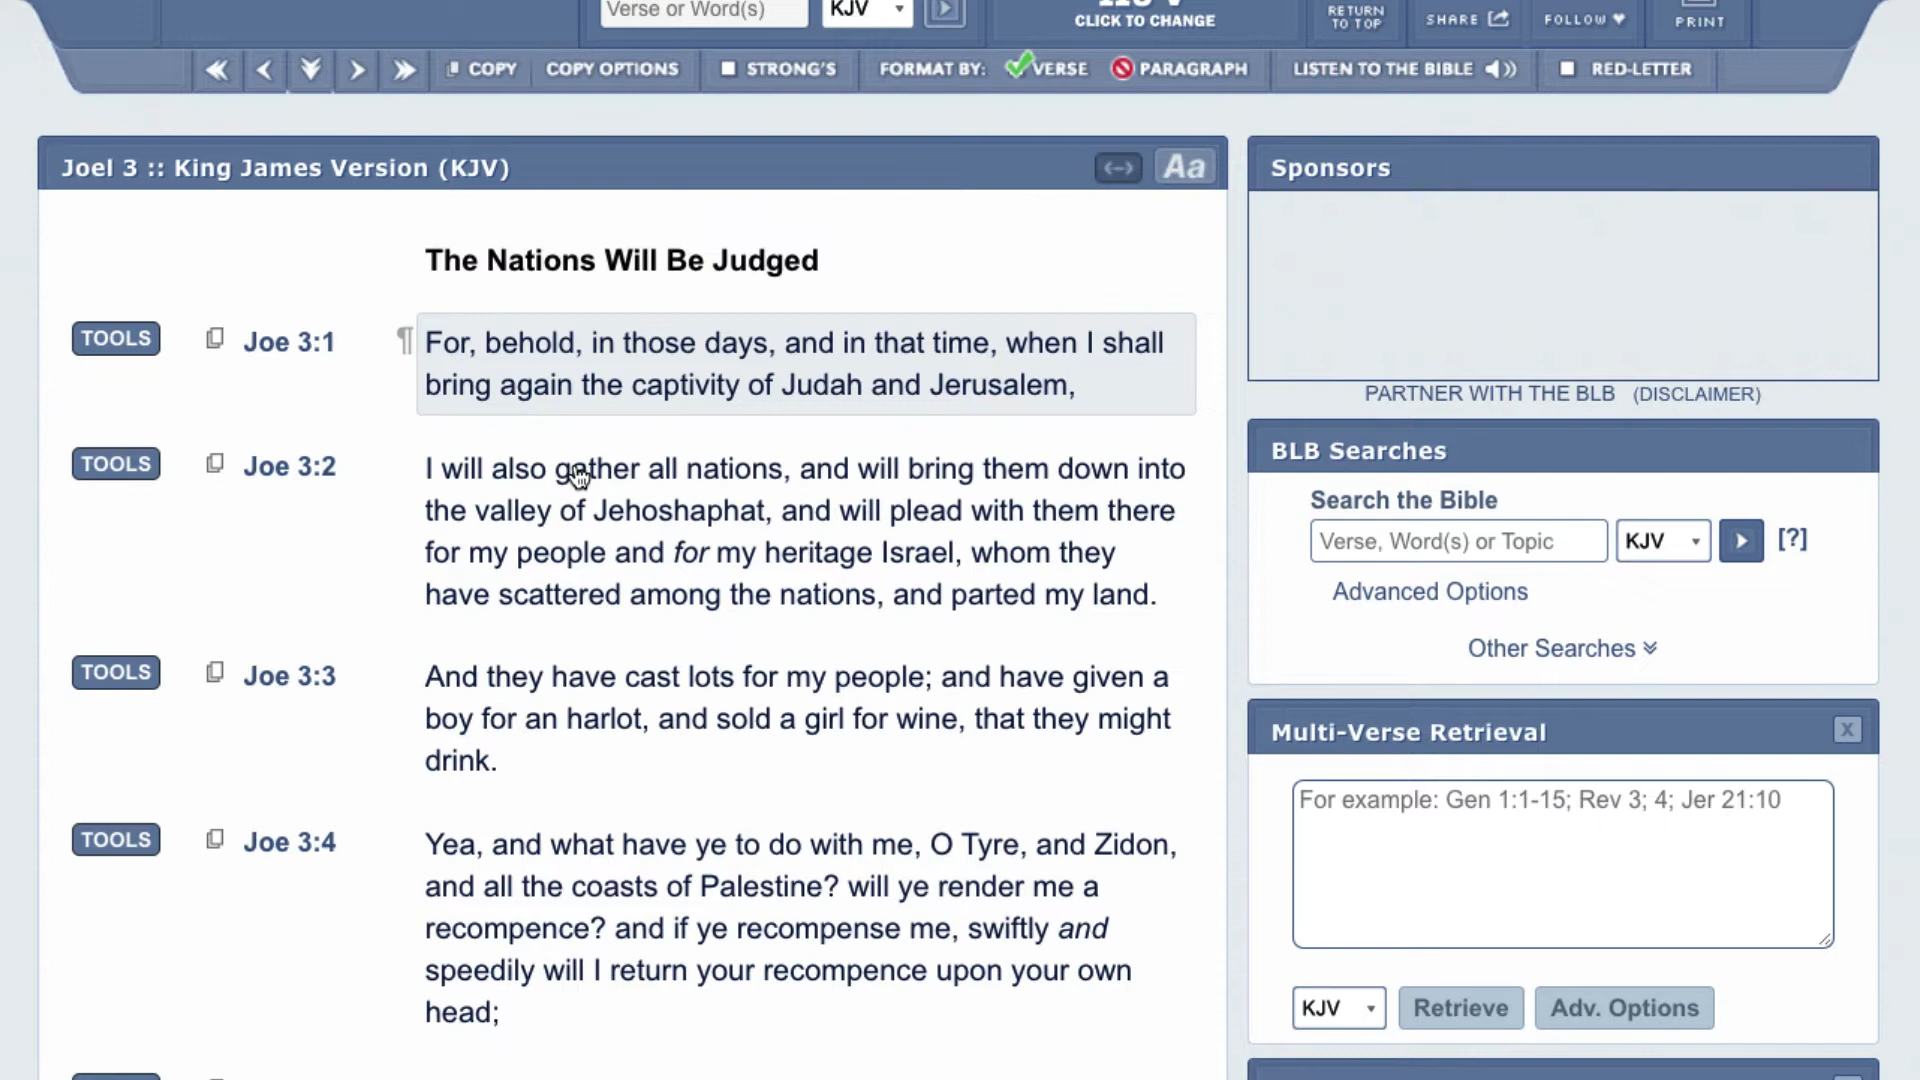 Verse or Word(s)
KJV
CLICK TO CHANGE
RETURN
TO TOP
SHARE
FOLLOW
PRINT
COPY
COPY OPTIONS
STRONG'S
FORMAT BY:
VERSE
PARAGRAPH
LISTEN TO THE BIBLE
RED-LETTER
Joel 3 :: King James Version (KJV)
Aa
The Nations Will Be Judged
TOOLS
Joe 3:1
¶
For, behold, in those days, and in that time, when I shall
bring again the captivity of Judah and Jerusalem,
TOOLS
Joe 3:2
I will also gather all nations, and will bring them down into
the valley of Jehoshaphat, and will plead with them there
for my people and for my heritage Israel, whom they
have scattered among the nations, and parted my land.
TOOLS
Joe 3:3
And they have cast lots for my people; and have given a
boy for an harlot, and sold a girl for wine, that they might
drink.
TOOLS
Joe 3:4
Yea, and what have ye to do with me, O Tyre, and Zidon,
and all the coasts of Palestine? will ye render me a
recompence? and if ye recompense me, swiftly and
speedily will I return your recompence upon your own
head;
Sponsors
PARTNER WITH THE BLB (DISCLAIMER)
BLB Searches
Search the Bible
Verse, Word(s) or Topic
KJV
[?]
Advanced Options
Other Searches
Multi-Verse Retrieval
X
For example: Gen 1:1-15; Rev 3; 4; Jer 21:10
KJV
Retrieve
Adv. Options